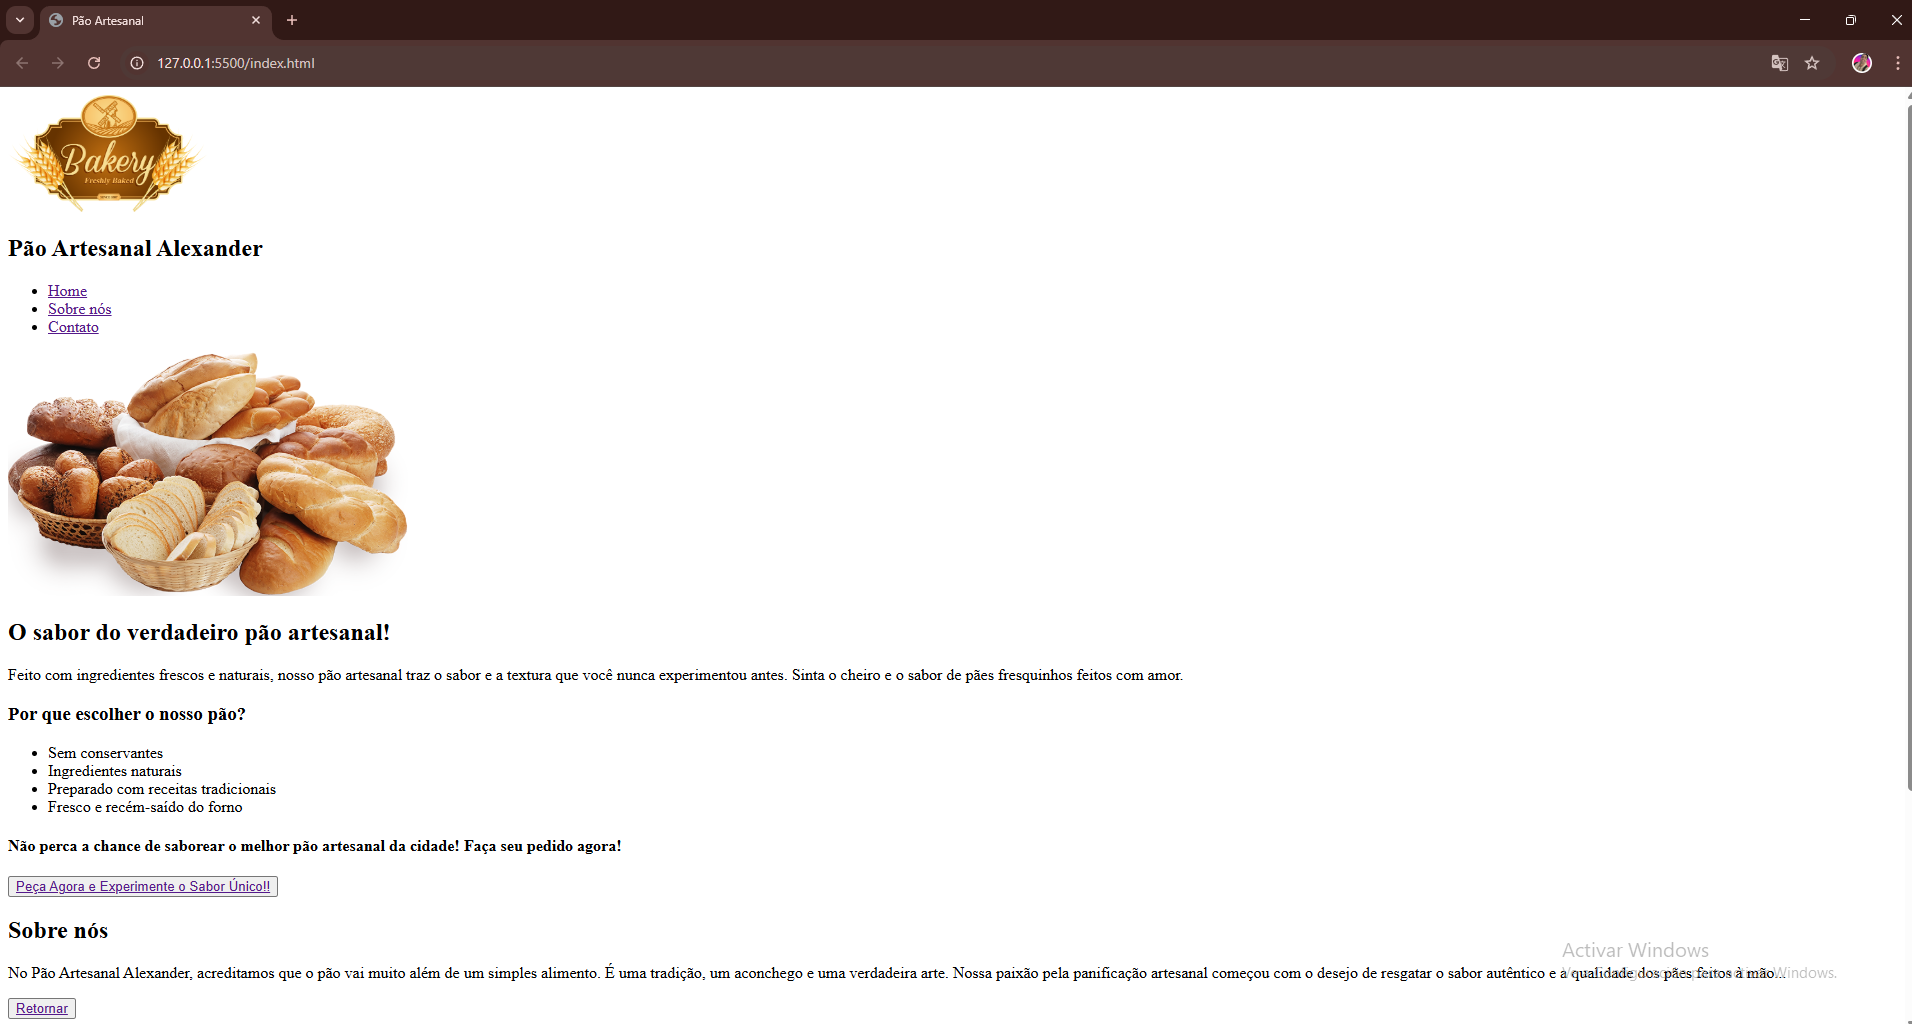 Pão Artesanal
127.0.0.1:5500/index.html
Bakery
Freshly Baked
Pão Artesanal Alexander
Home
Sobre nós
Contato
O sabor do verdadeiro pão artesanal!
Feito com ingredientes frescos e naturais, nosso pão artesanal traz o sabor e a textura que você nunca experimentou antes. Sinta o cheiro e o sabor de pães fresquinhos feitos com amor.
Por que escolher o nosso pão?
Sem conservantes
Ingredientes naturais
Preparado com receitas tradicionais
Fresco e recém-saído do forno
Não perca a chance de saborear o melhor pão artesanal da cidade! Faça seu pedido agora!
Peça Agora e Experimente o Sabor Único!!
Sobre nós
Activar Windows
No Pão Artesanal Alexander, acreditamos que o pão vai muito além de um simples alimento. É uma tradição, um aconchego e uma verdadeira arte. Nossa paixão pela panificação artesanal começou com o desejo de resgatar o sabor autêntico e a qualidade dos pães feitos à mão...
Windows.
Retornar